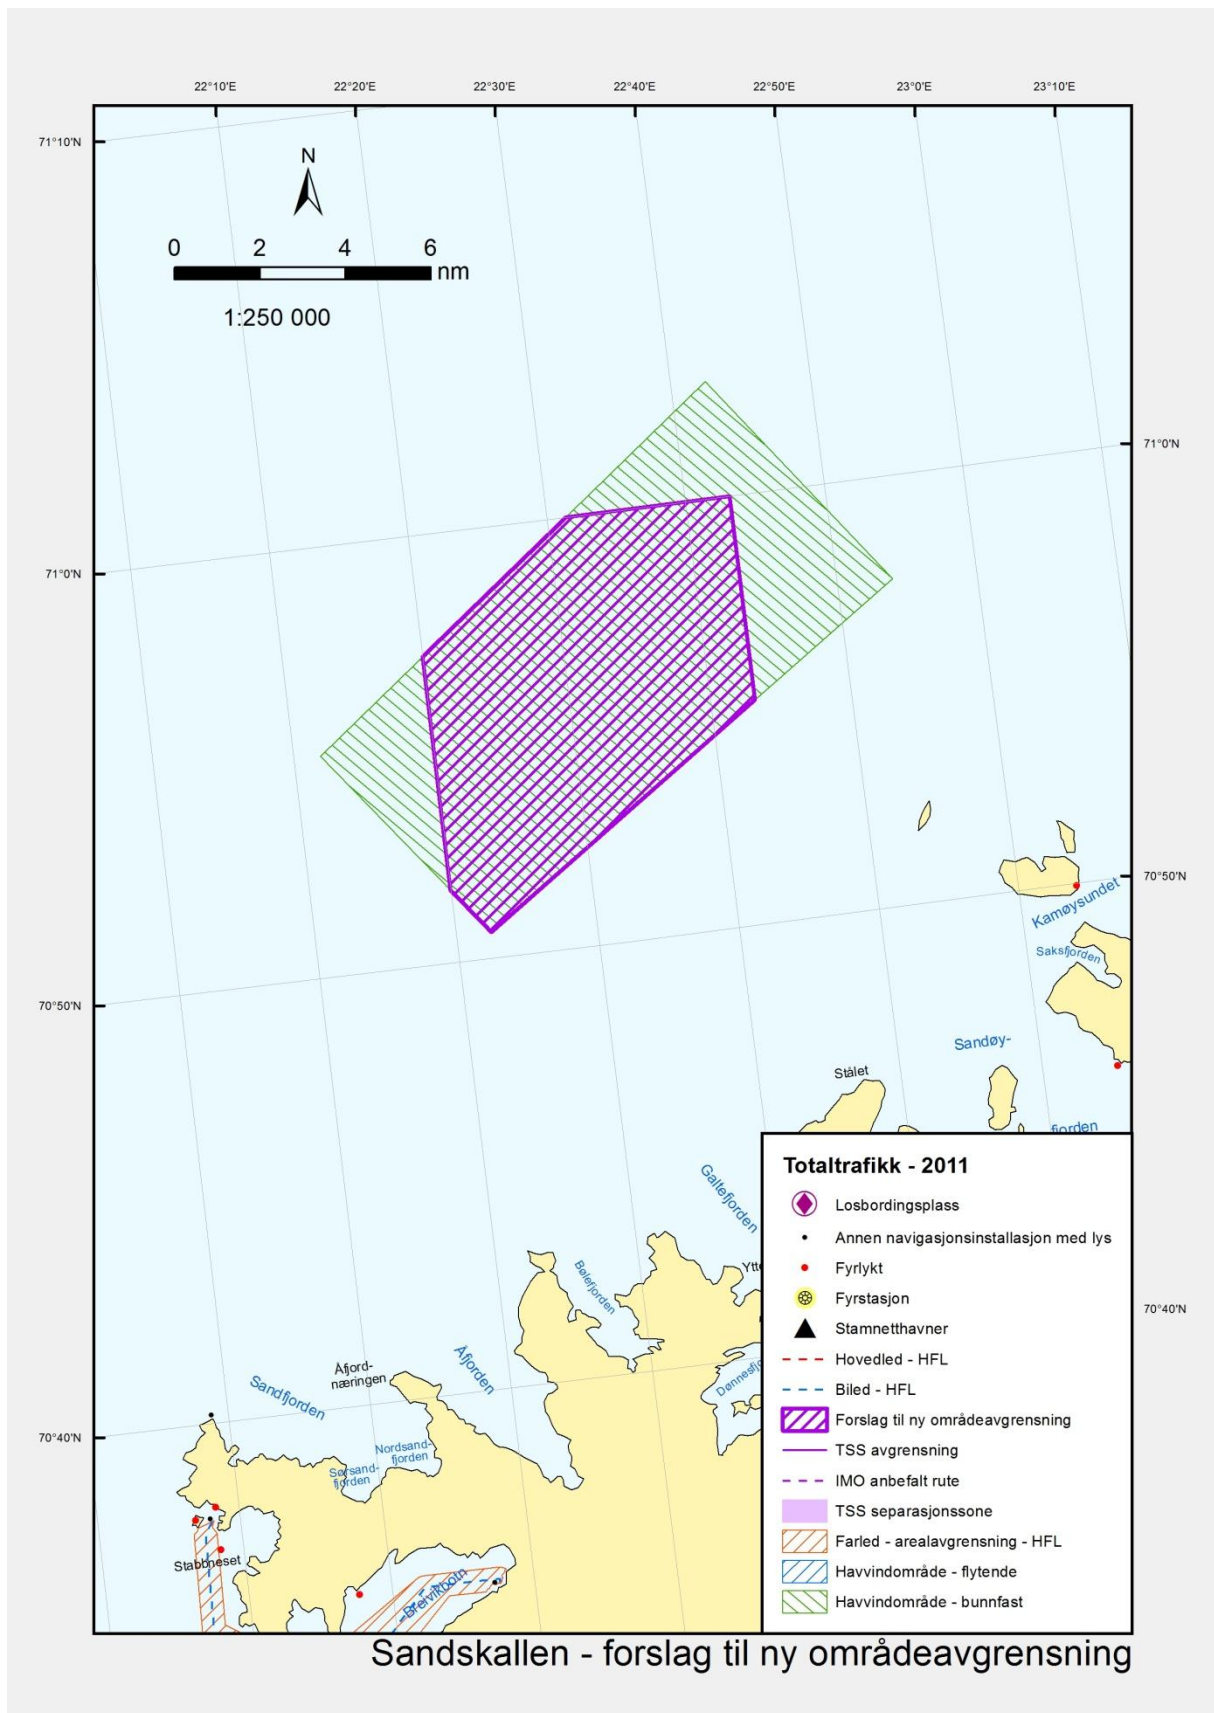 22°10'E 22°20'E 22°30'E 22°40'E 22°50'E 23°0'E 23°10'E
71°10'N
N
0 2 4 6
nm
1:250 000
71°0'N
71°0'N
70°50'N
Kamøysundet
Saksfjorden
70°50'N
Sandøy-
Stålet
fjorden
Galtefjorden
Ytte
Bølefjorden
70°40'N
Dønnesfj
Åfjorden
Åfjord-
næringen
Sandfjorden
70°40'N
Nordsand-
fjorden
Sørsand-
fjorden
Stabbneset
Breivikbotn
Totaltrafikk - 2011
Losbordingsplass
Annen navigasjonsinstallasjon med lys
Fyrlykt
Fyrstasjon
Stamnetthavner
Hovedled - HFL
Biled - HFL
Forslag til ny områdeavgrensning
TSS avgrensning
IMO anbefalt rute
TSS separasjonssone
Farled - arealavgrensning - HFL
Havvindområde - flytende
Havvindområde - bunnfast
Sandskallen - forslag til ny områdeavgrensning